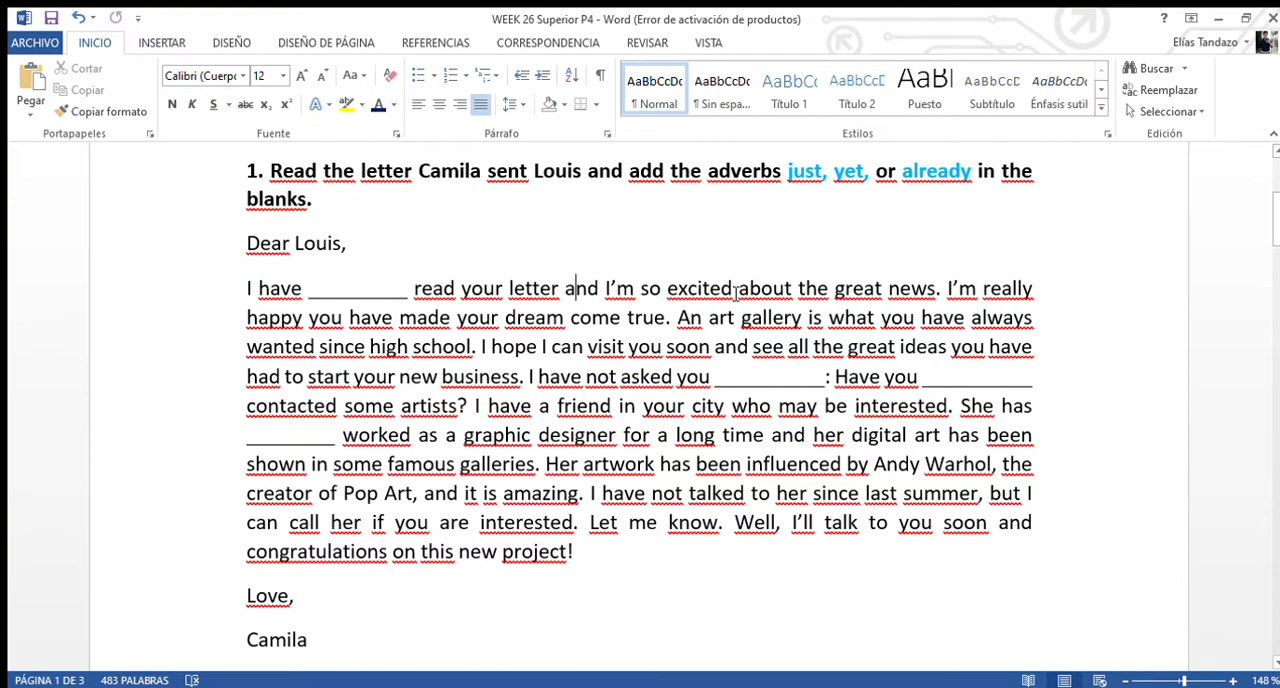 WEEK 26 Superior P4 - Word (Error de activación de productos)
ARCHIVO INICIO INSERTAR DISEÑO DISEÑO DE PÁGINA REFERENCIAS CORRESPONDENCIA REVISAR VISTA Elías Tandazo
Pegar
Cortar
Copiar
Copiar formato
Calibri (Cuerpo 12
N K S abc x₂ x²
AaBbCcDc AaBbCcDc AaBbCc AaBbCcD AaBl AaBbCcD AaBbCcDc
¶ Normal ¶ Sin espa... Título 1 Título 2 Puesto Subtítulo Énfasis sutil
Buscar
Reemplazar
Seleccionar
Portapapeles Fuente Párrafo Estilos Edición
1. Read the letter Camila sent Louis and add the adverbs just, yet, or already in the
blanks.
Dear Louis,
I have __________ read your letter and I’m so excited about the great news. I’m really
happy you have made your dream come true. An art gallery is what you have always
wanted since high school. I hope I can visit you soon and see all the great ideas you have
had to start your new business. I have not asked you ___________: Have you ___________
contacted some artists? I have a friend in your city who may be interested. She has
_________ worked as a graphic designer for a long time and her digital art has been
shown in some famous galleries. Her artwork has been influenced by Andy Warhol, the
creator of Pop Art, and it is amazing. I have not talked to her since last summer, but I
can call her if you are interested. Let me know. Well, I’ll talk to you soon and
congratulations on this new project!
Love,
Camila
PÁGINA 1 DE 3 483 PALABRAS 148 %